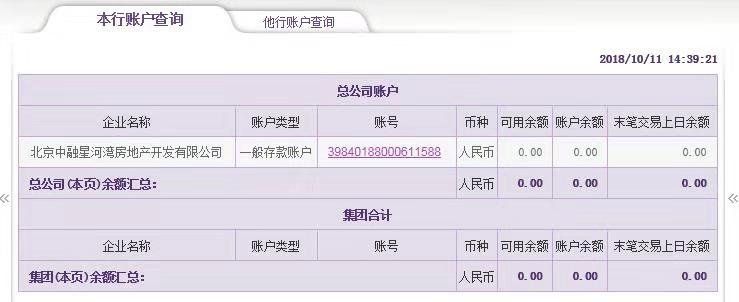 本行账户查询 他行账户查询
2018/10/11 14:39:21
总公司账户
企业名称 账户类型 账号 币种 可用余额 账户余额 末笔交易上日余额
北京中融星河湾房地产开发有限公司 一般存款账户 39840188000611588 人民币 0.00 0.00 0.00
总公司(本页)余额汇总: 人民币 0.00 0.00 0.00
集团合计
企业名称 账户类型 账号 币种 可用余额 账户余额 末笔交易上日余额
集团(本页)余额汇总: 人民币 0.00 0.00 0.00